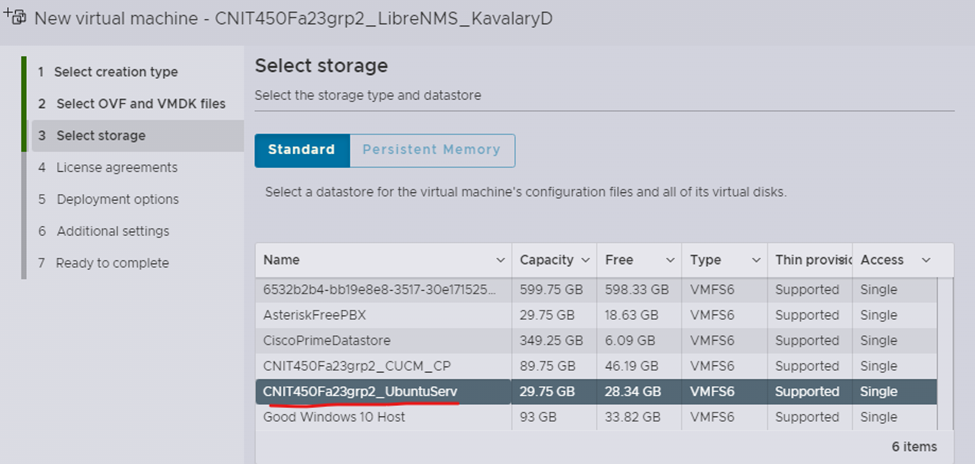 New virtual machine - CNIT450Fa23grp2_LibreNMS_KavalaryD
1 Select creation type
2 Select OVF and VMDK files
3 Select storage
4 License agreements
5 Deployment options
6 Additional settings
7 Ready to complete
Select storage
Select the storage type and datastore
Standard Persistent Memory
Select a datastore for the virtual machine's configuration files and all of its virtual disks.
Name Capacity Free Type Thin provisic Access
6532b2b4-bb19e8e8-3517-30e171525... 599.75 GB 598.33 GB VMFS6 Supported Single
AsteriskFreePBX 29.75 GB 18.63 GB VMFS6 Supported Single
CiscoPrimeDatastore 349.25 GB 6.09 GB VMFS6 Supported Single
CNIT450Fa23grp2_CUCM_CP 89.75 GB 46.19 GB VMFS6 Supported Single
CNIT450Fa23grp2_UbuntuServ 29.75 GB 28.34 GB VMFS6 Supported Single
Good Windows 10 Host 93 GB 33.82 GB VMFS6 Supported Single
6 items